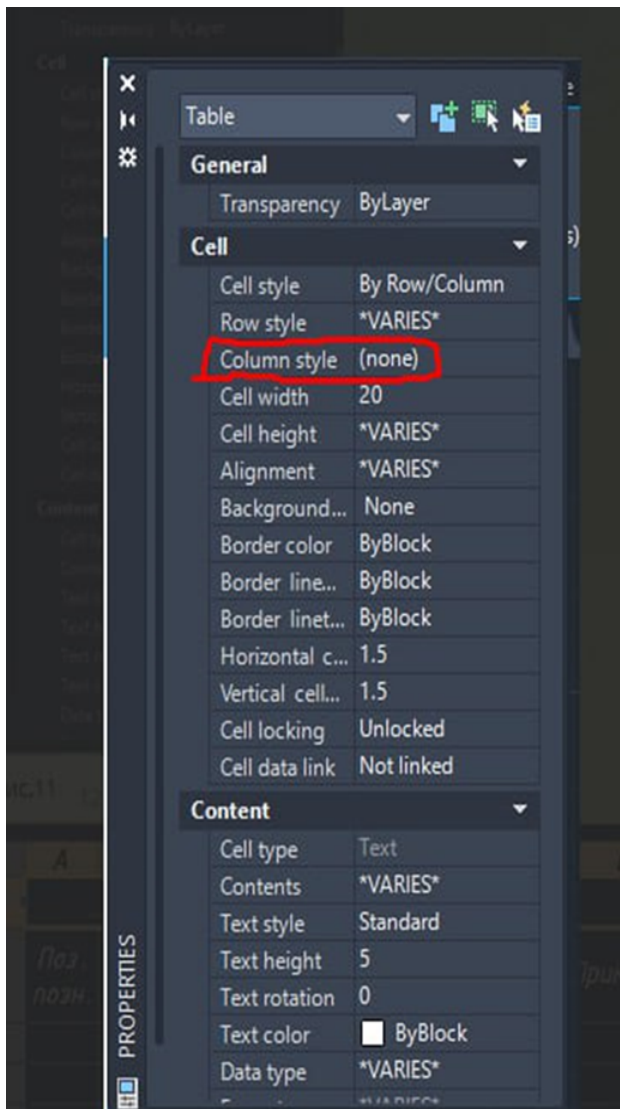 Table
General
Transparency ByLayer
Cell
Cell style By Row/Column
Row style *VARIES*
Column style (none)
Cell width 20
Cell height *VARIES*
Alignment *VARIES*
Background... None
Border color ByBlock
Border line... ByBlock
Border linet... ByBlock
Horizontal c... 1.5
Vertical cell... 1.5
Cell locking Unlocked
Cell data link Not linked
Content
Cell type Text
Contents *VARIES*
Text style Standard
Text height 5
Text rotation 0
Text color ByBlock
Data type *VARIES*
PROPERTIES
A
Поз.
позн.